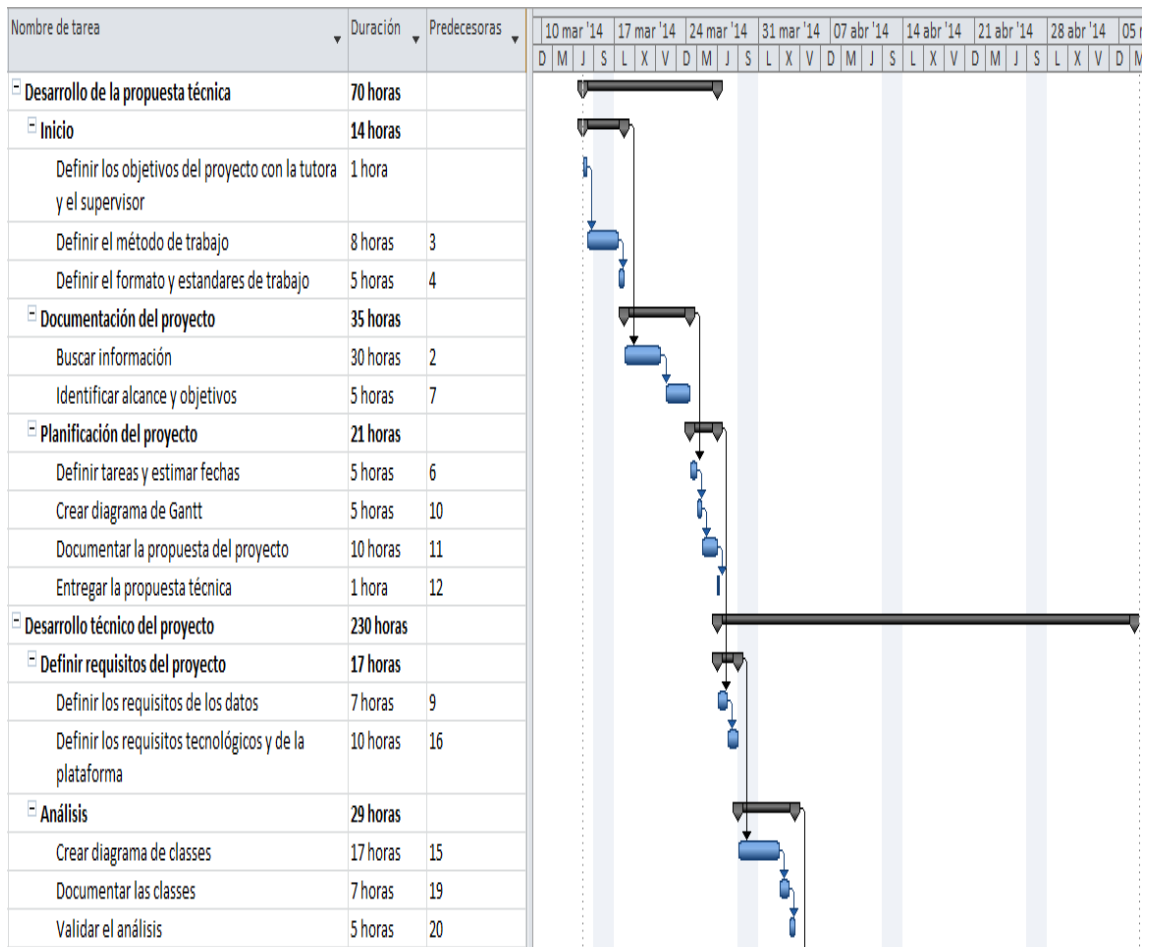 Nombre de tarea Duración Predecesoras
10 mar '14 17 mar '14 24 mar '14 31 mar '14 07 abr '14 14 abr '14 21 abr '14 28 abr '14 05
D M J S L X V D M J S L X V D M J S L X V D M J S L X V D M
Desarrollo de la propuesta técnica 70 horas
Inicio 14 horas
Definir los objetivos del proyecto con la tutora 1 hora
y el supervisor
Definir el método de trabajo 8 horas 3
Definir el formato y estandares de trabajo 5 horas 4
Documentación del proyecto 35 horas
Buscar información 30 horas 2
Identificar alcance y objetivos 5 horas 7
Planificación del proyecto 21 horas
Definir tareas y estimar fechas 5 horas 6
Crear diagrama de Gantt 5 horas 10
Documentar la propuesta del proyecto 10 horas 11
Entregar la propuesta técnica 1 hora 12
Desarrollo técnico del proyecto 230 horas
Definir requisitos del proyecto 17 horas
Definir los requisitos de los datos 7 horas 9
Definir los requisitos tecnológicos y de la 10 horas 16
plataforma
Análisis 29 horas
Crear diagrama de classes 17 horas 15
Documentar las classes 7 horas 19
Validar el análisis 5 horas 20